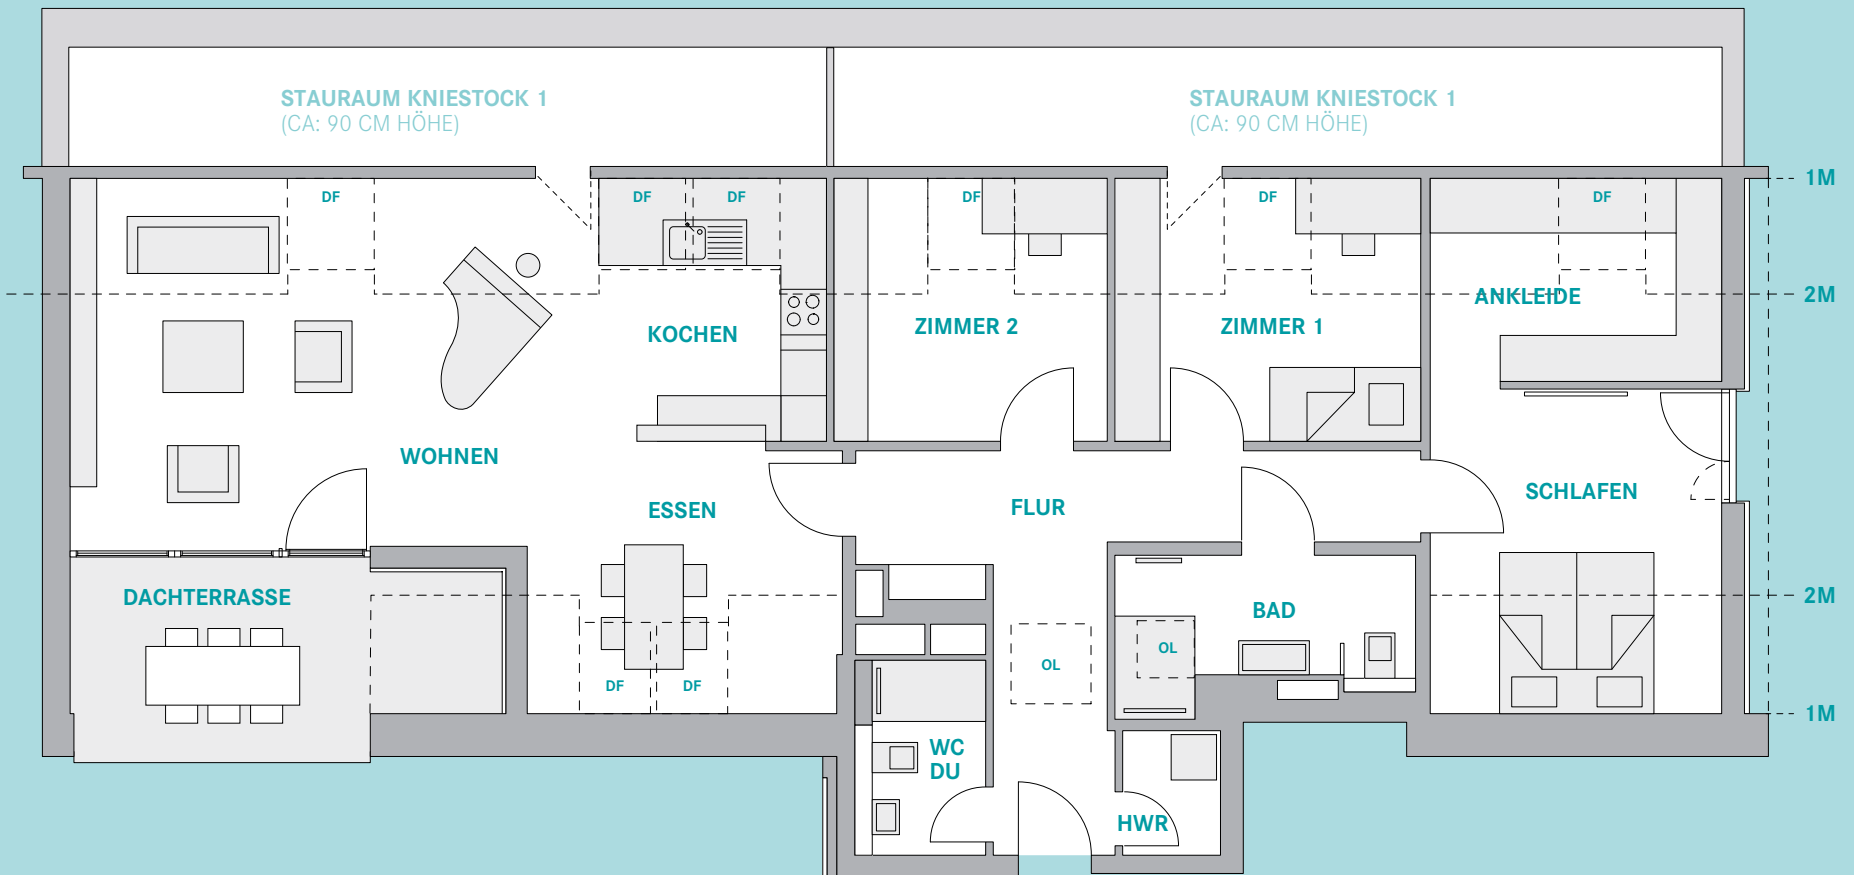 STAURAUM KNIESTOCK 1
(CA: 90 CM HÖHE)
STAURAUM KNIESTOCK 1
(CA: 90 CM HÖHE)
1M
DF
DF
DF
DF
DF
DF
2M
ANKLEIDE
ZIMMER 2
ZIMMER 1
KOCHEN
WOHNEN
SCHLAFEN
ESSEN
FLUR
DACHTERRASSE
2M
BAD
OL
OL
DF
DF
1M
WC
DU
HWR